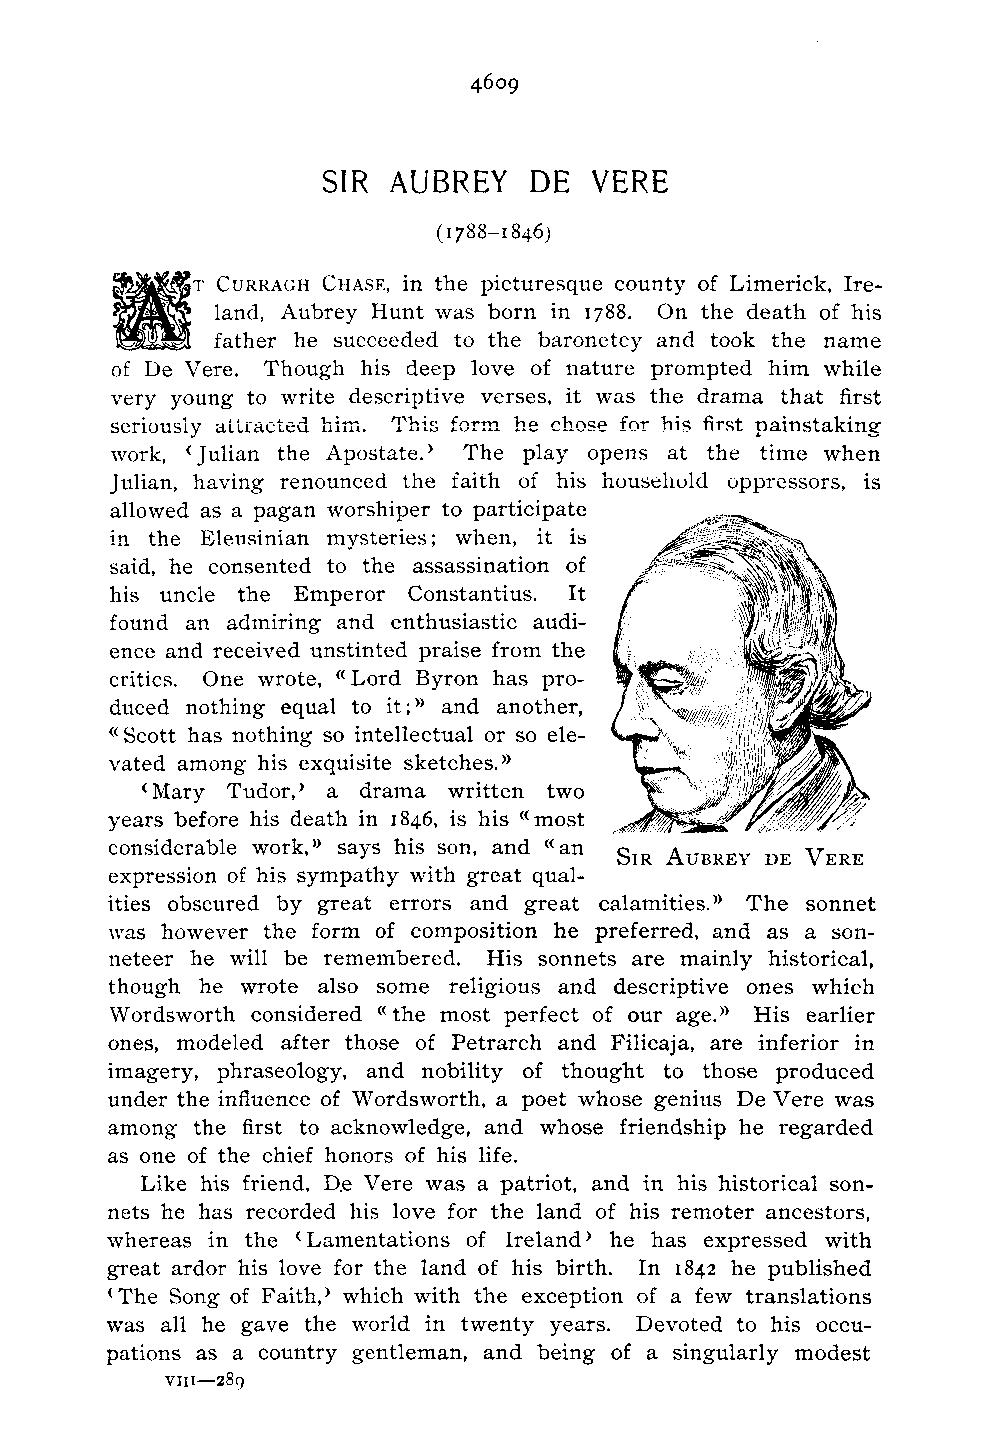 4609
SIR AUBREY DE VERE
(1788–1846)
AT CURRAGH CHASE, in the picturesque county of Limerick, Ire-
land, Aubrey Hunt was born in 1788. On the death of his
father he succeeded to the baronetcy and took the name
of De Vere. Though his deep love of nature prompted him while
very young to write descriptive verses, it was the drama that first
seriously attracted him. This form he chose for his first painstaking
work, ‹Julian the Apostate.› The play opens at the time when
Julian, having renounced the faith of his household oppressors, is
allowed as a pagan worshiper to participate
in the Eleusinian mysteries; when, it is
said, he consented to the assassination of
his uncle the Emperor Constantius. It
found an admiring and enthusiastic audi-
ence and received unstinted praise from the
critics. One wrote, «Lord Byron has pro-
duced nothing equal to it;» and another,
«Scott has nothing so intellectual or so ele-
vated among his exquisite sketches.»
‹Mary Tudor,› a drama written two
years before his death in 1846, is his «most
considerable work,» says his son, and «an
expression of his sympathy with great qual-
SIR AUBREY DE VERE
ities obscured by great errors and great calamities.» The sonnet
was however the form of composition he preferred, and as a son-
neteer he will be remembered. His sonnets are mainly historical,
though he wrote also some religious and descriptive ones which
Wordsworth considered «the most perfect of our age.» His earlier
ones, modeled after those of Petrarch and Filicaja, are inferior in
imagery, phraseology, and nobility of thought to those produced
under the influence of Wordsworth, a poet whose genius De Vere was
among the first to acknowledge, and whose friendship he regarded
as one of the chief honors of his life.
Like his friend, De Vere was a patriot, and in his historical son-
nets he has recorded his love for the land of his remoter ancestors,
whereas in the ‹Lamentations of Ireland› he has expressed with
great ardor his love for the land of his birth. In 1842 he published
‹The Song of Faith,› which with the exception of a few translations
was all he gave the world in twenty years. Devoted to his occu-
pations as a country gentleman, and being of a singularly modest
VIII—289